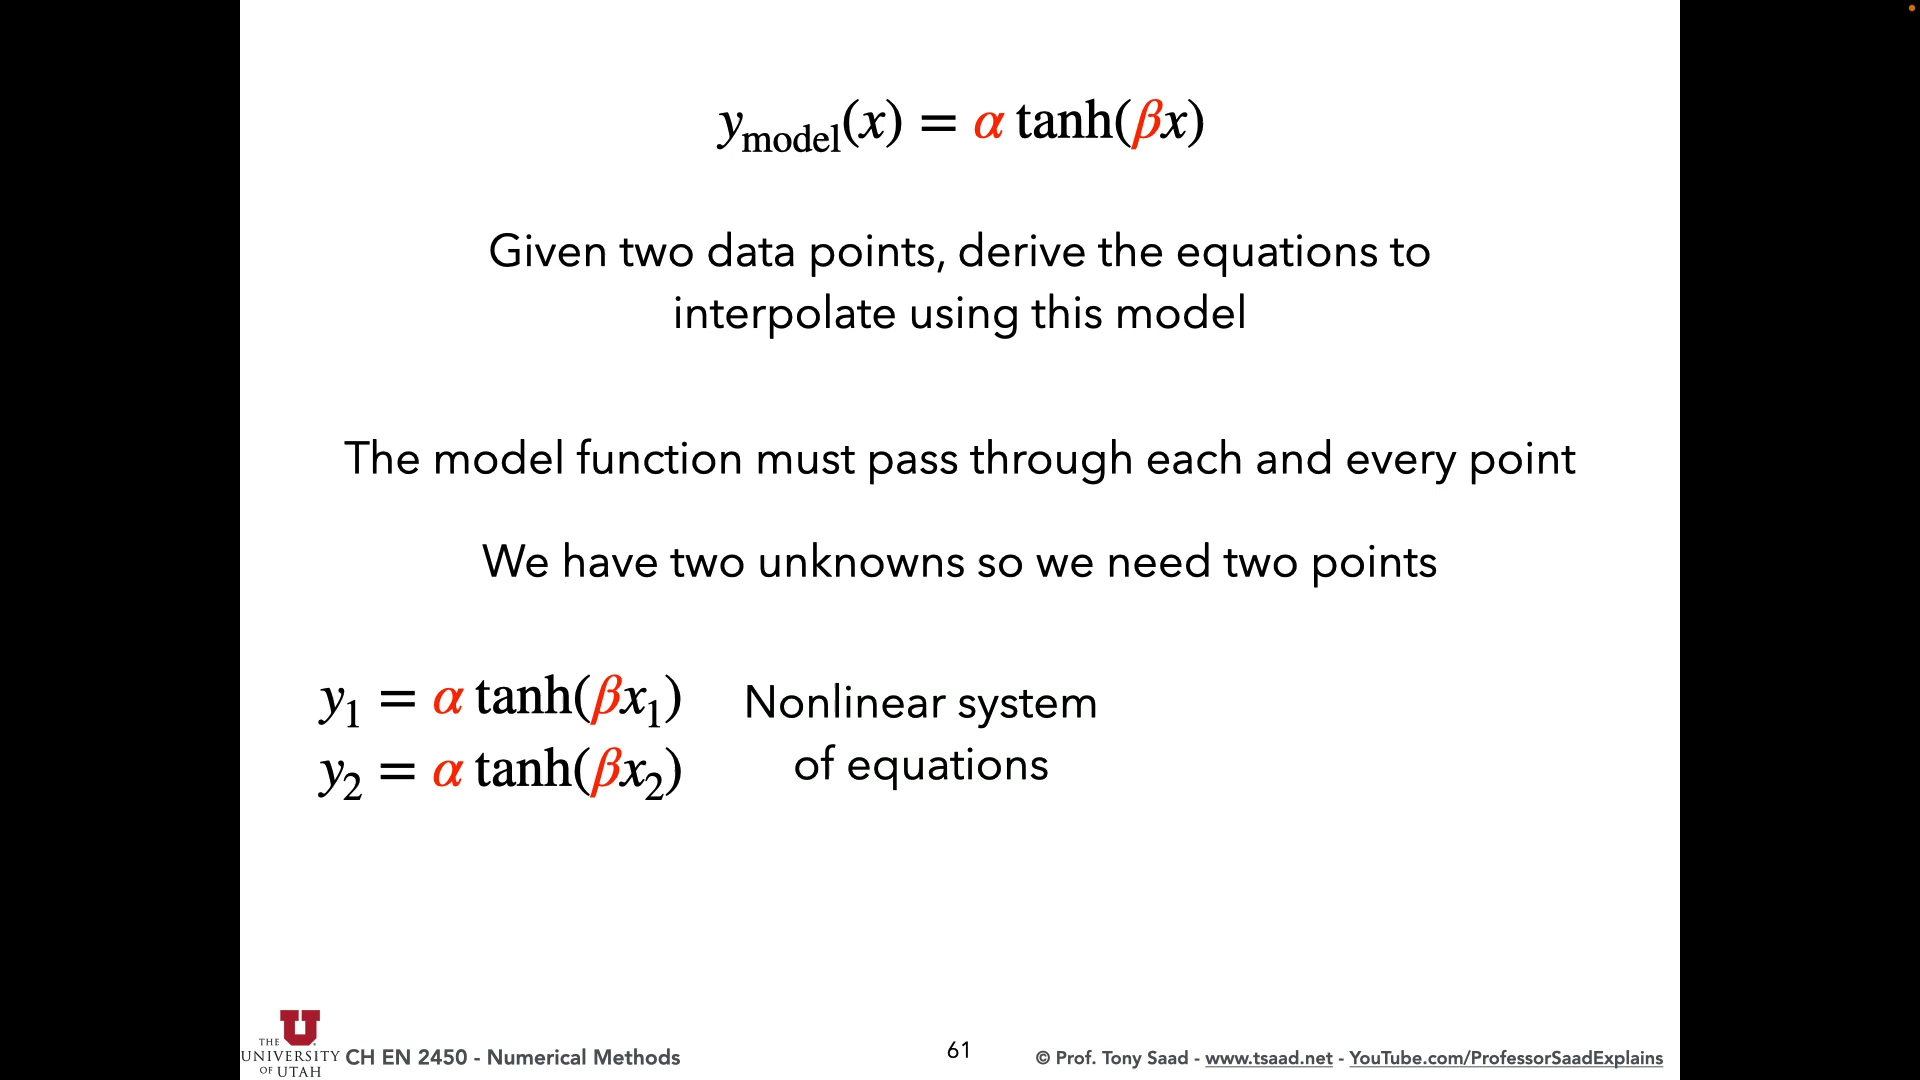 y_model(x) = α tanh(βx)
Given two data points, derive the equations to
interpolate using this model
The model function must pass through each and every point
We have two unknowns so we need two points
y₁ = α tanh(βx₁)
y₂ = α tanh(βx₂)
Nonlinear system
of equations
THE
UNIVERSITY
OF UTAH
CH EN 2450 - Numerical Methods
61
© Prof. Tony Saad - www.tsaad.net - YouTube.com/ProfessorSaadExplains